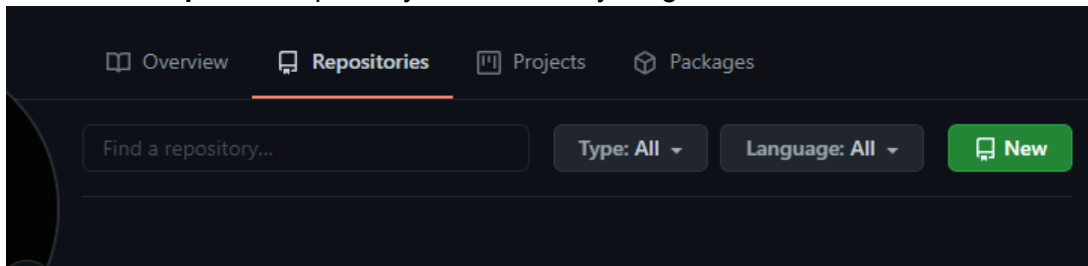 Overview Repositories Projects Packages
Find a repository... Type: All Language: All New